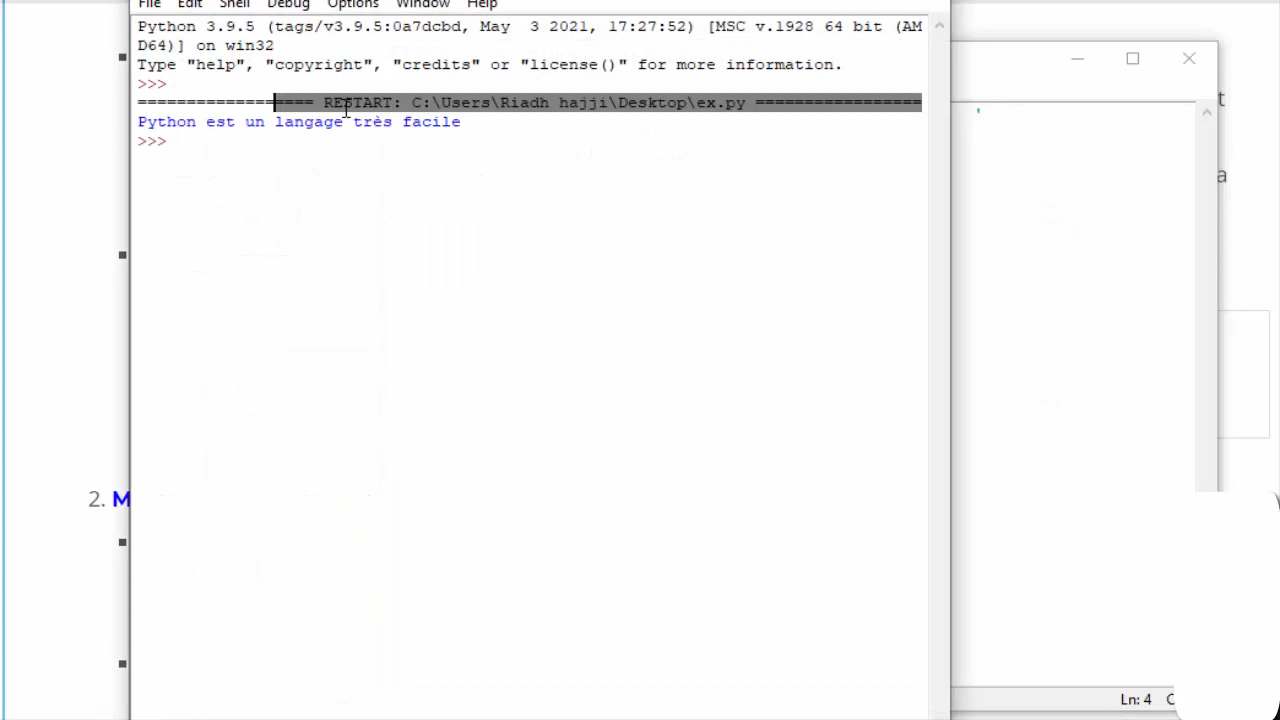 File Edit Shell Debug Options Window Help
Python 3.9.5 (tags/v3.9.5:0a7dcbd, May  3 2021, 17:27:52) [MSC v.1928 64 bit (AM
D64)] on win32
Type "help", "copyright", "credits" or "license()" for more information.
>>>
================== RESTART: C:\Users\Riadh hajji\Desktop\ex.py =================
Python est un langage très facile
>>>
t
a
2. M
Ln: 4